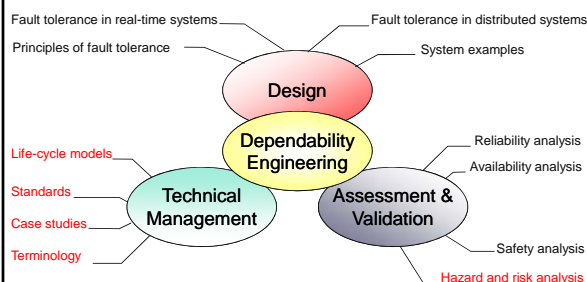 Fault tolerance in real-time systems
Fault tolerance in distributed systems
Principles of fault tolerance
System examples
Design
Dependability
Engineering
Life-cycle models
Standards
Case studies
Terminology
Technical
Management
Assessment &
Validation
Reliability analysis
Availability analysis
Safety analysis
Hazard and risk analysis